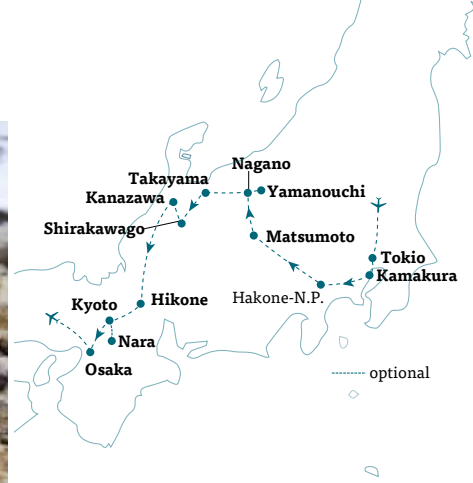 Nagano
Takayama
Yamanouchi
Kanazawa
Shirakawago
Matsumoto
Tokio
Kamakura
Hakone-N.P.
Hikone
Kyoto
Nara
Osaka
optional